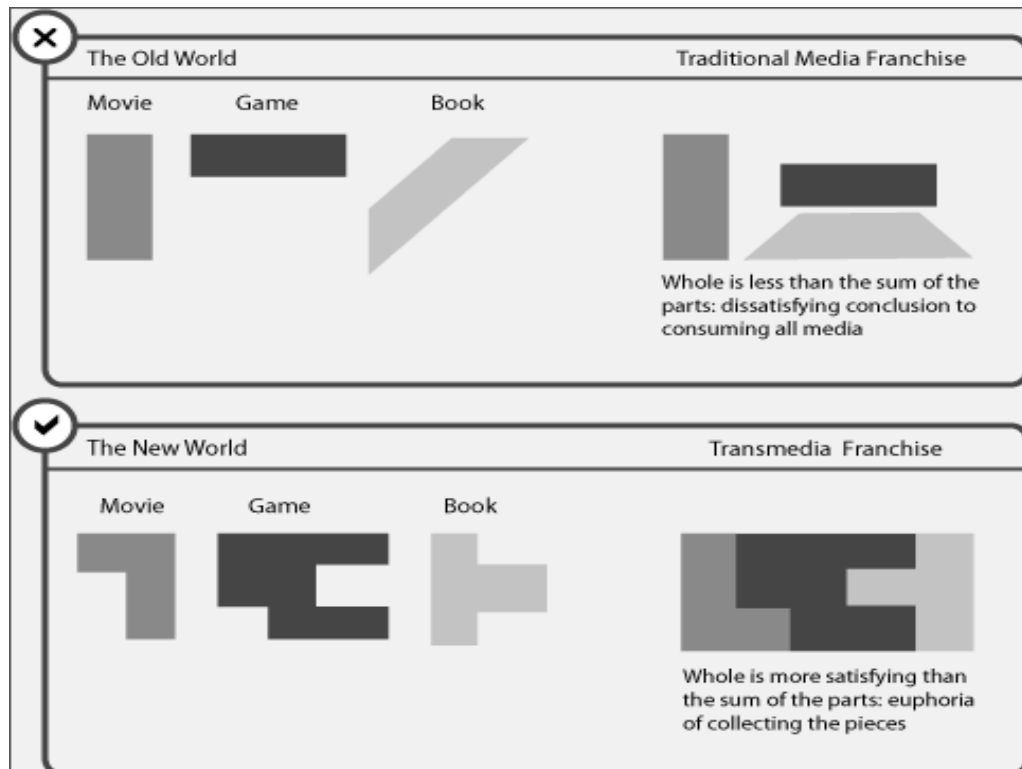 The Old World
Traditional Media Franchise
Movie
Game
Book
Whole is less than the sum of the
parts: dissatisfying conclusion to
consuming all media
The New World
Transmedia Franchise
Movie
Game
Book
Whole is more satisfying than
the sum of the parts: euphoria
of collecting the pieces